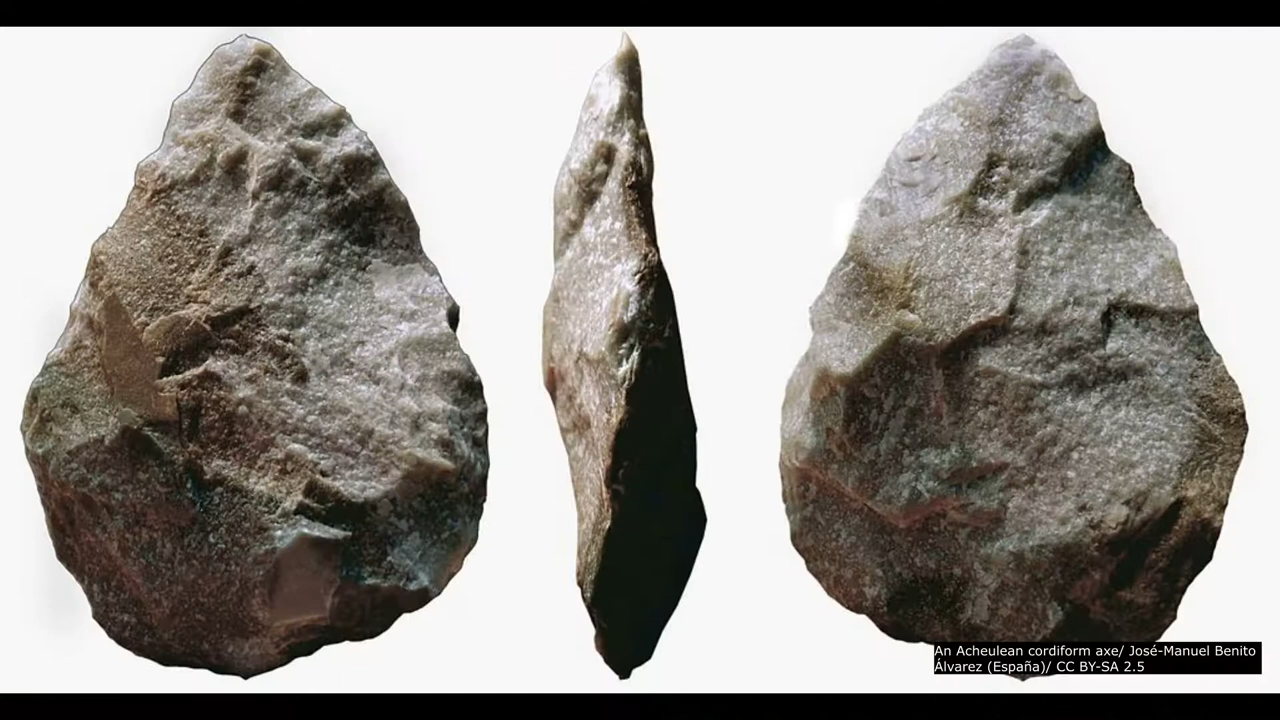 An Acheulean cordiform axe/ José-Manuel Benito
Álvarez (España)/ CC BY-SA 2.5